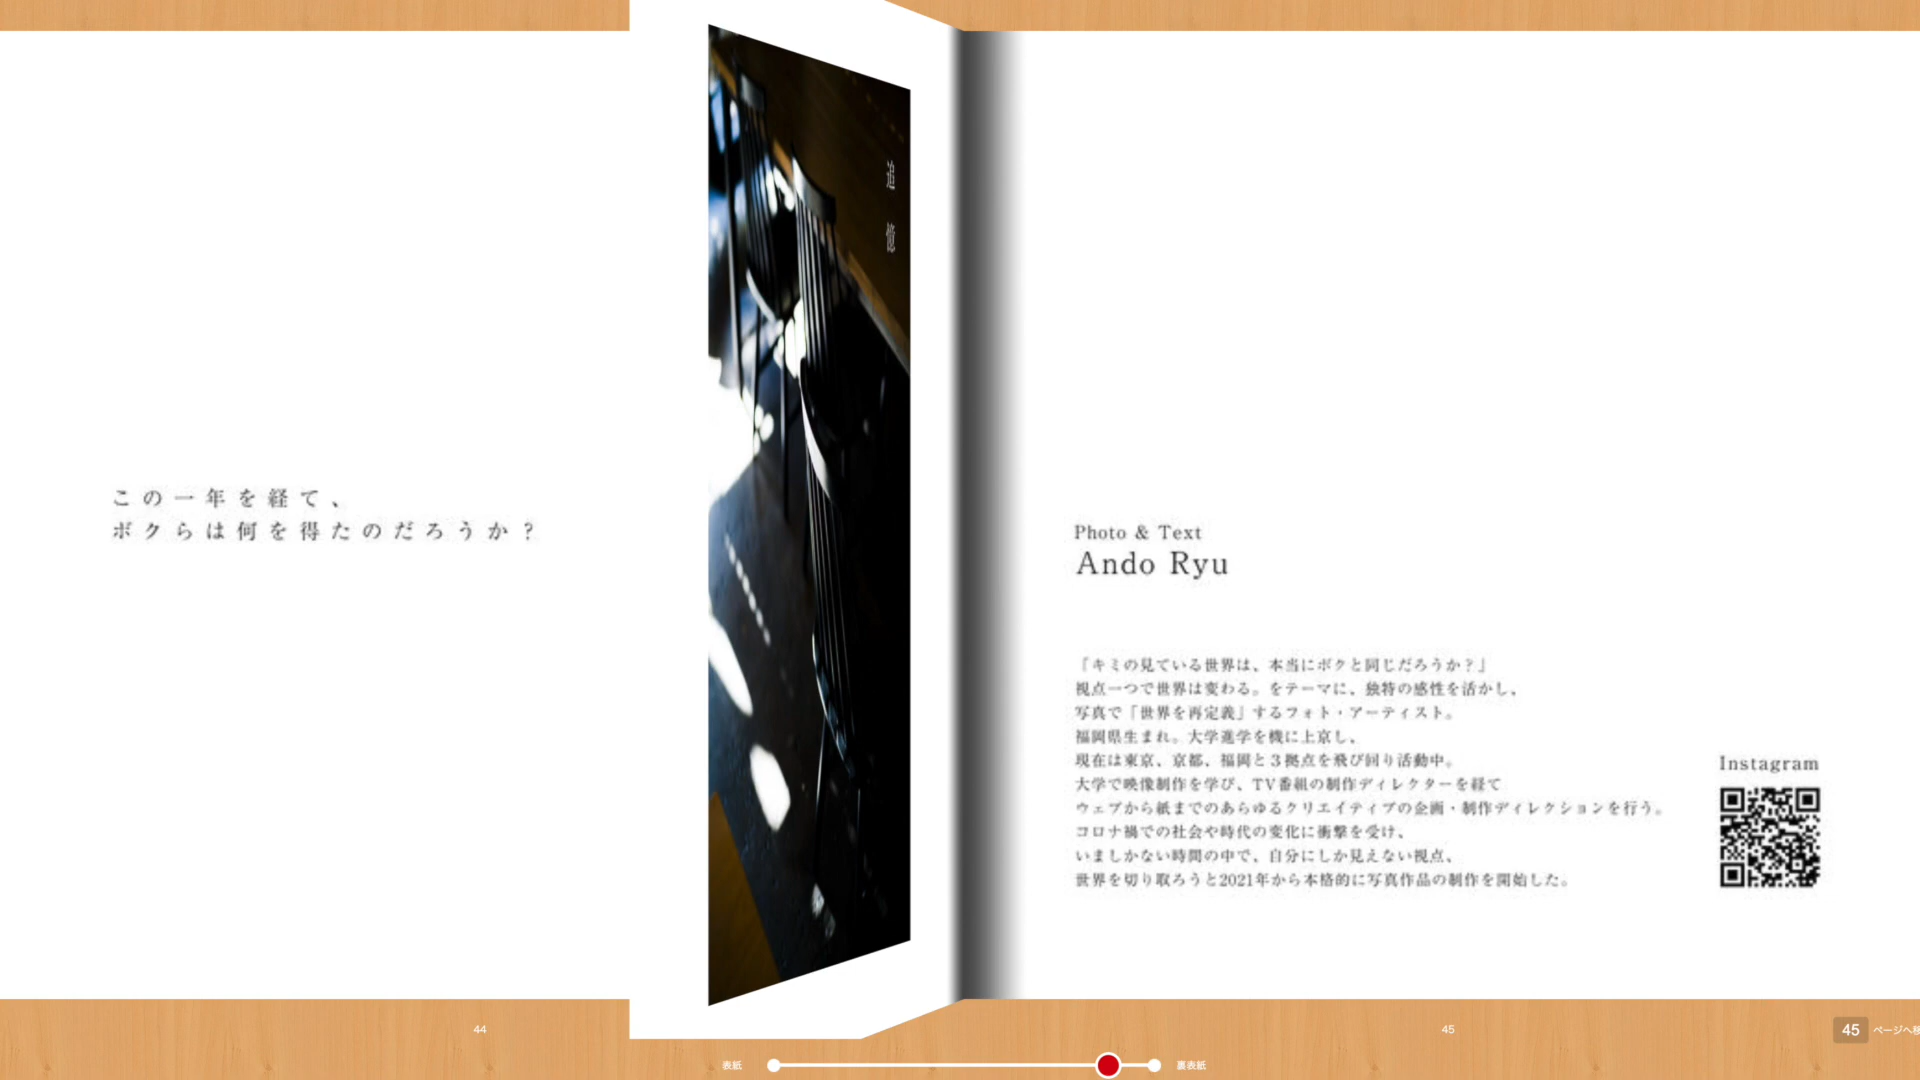 この一年を経て、
ボクらは何を得たのだろうか？
追憶
Photo & Text
Ando Ryu
「キミの見ている世界は、本当にボクと同じだろうか？」
視点一つで世界は変わる。をテーマに、独特の感性を活かし、
写真で「世界を再定義」するフォト・アーティスト。
福岡県生まれ。大学進学を機に上京し、
現在は東京、京都、福岡と３拠点を飛び回り活動中。
大学で映像制作を学び、TV番組の制作ディレクターを経て
ウェブから紙までのあらゆるクリエイティブの企画・制作ディレクションを行う。
コロナ禍での社会や時代の変化に衝撃を受け、
いましかない時間の中で、自分にしか見えない視点、
世界を切り取ろうと2021年から本格的に写真作品の制作を開始した。
Instagram
44
45
45 ページへ
表紙
裏表紙